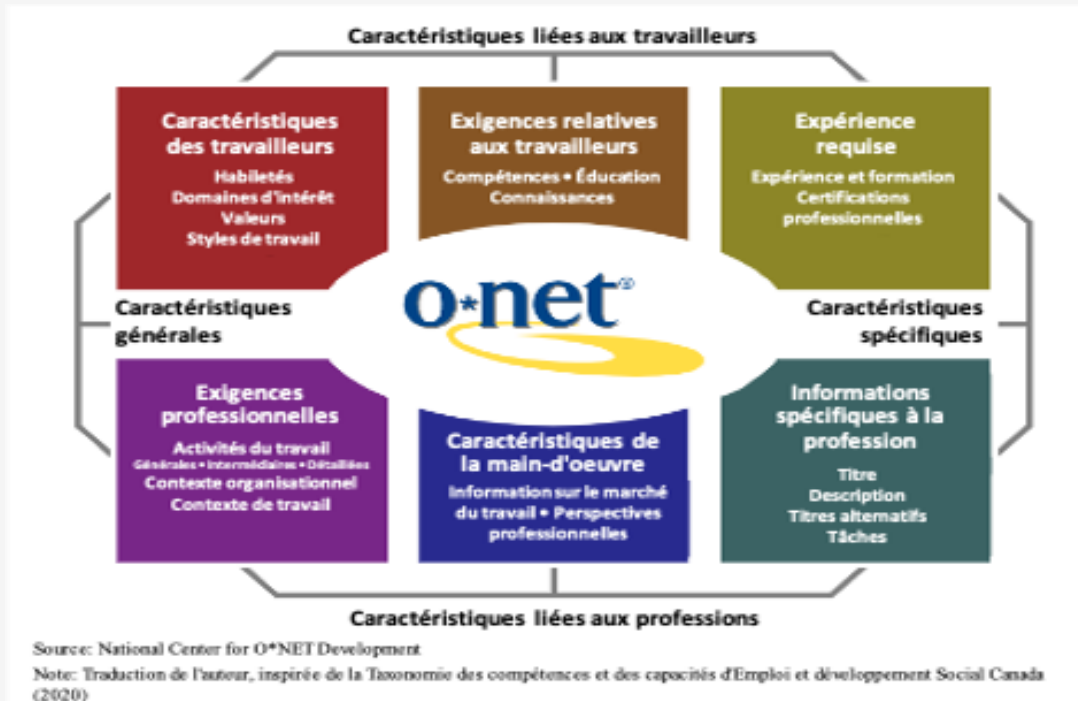 Caractéristiques liées aux travailleurs
Caractéristiques
des travailleurs
Habiletés
Domaines d'intérêt
Valeurs
Styles de travail
Exigences relatives
aux travailleurs
Compétences • Éducation
Connaissances
Expérience
requise
Expérience et formation
Certifications
professionnelles
Caractéristiques
générales
o*net®
Caractéristiques
spécifiques
Exigences
professionnelles
Activités du travail
Générales • Intermédiaires • Détaillées
Contexte organisationnel
Contexte de travail
Caractéristiques de
la main-d'oeuvre
Information sur le marché
du travail • Perspectives
professionnelles
Informations
spécifiques à la
profession
Titre
Description
Titres alternatifs
Tâches
Caractéristiques liées aux professions
Source: National Center for O*NET Development
Note: Traduction de l'auteur, inspirée de la Taxonomie des compétences et des capacités d'Emploi et développement Social Canada
(2020)